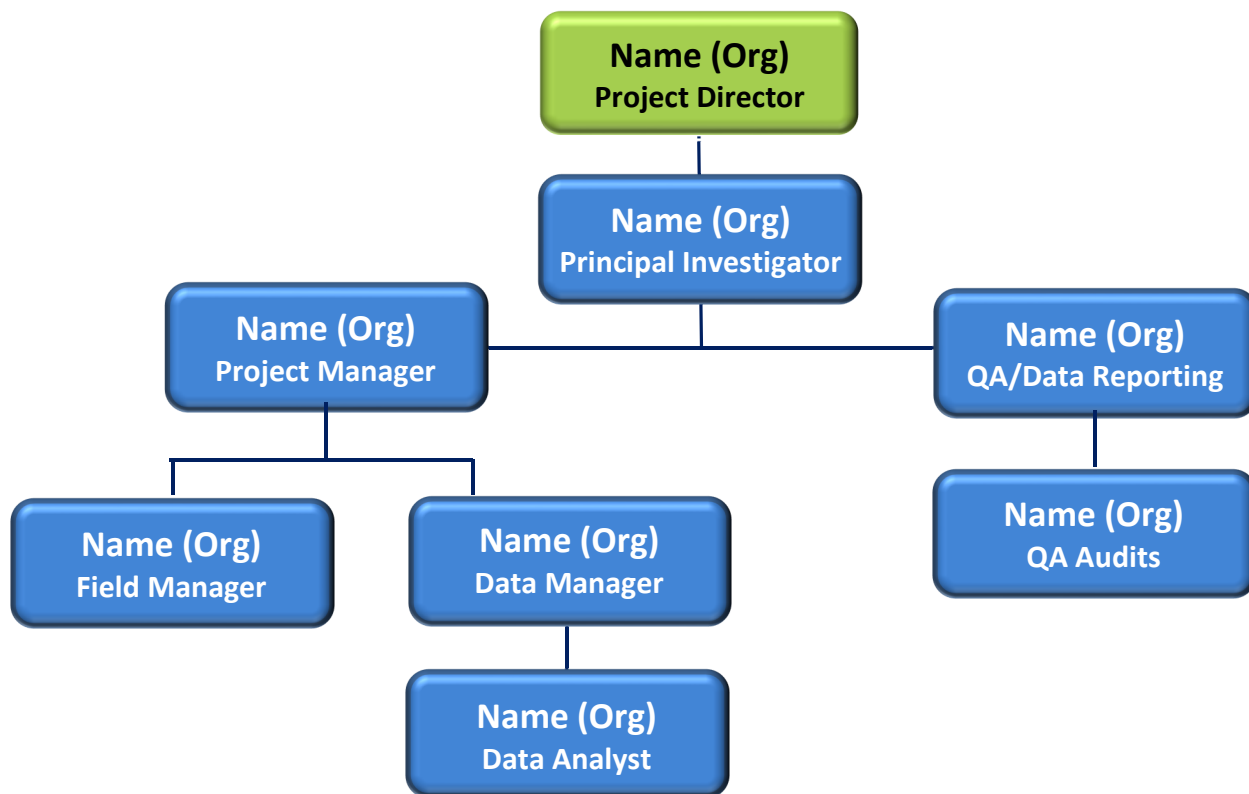 Name (Org)
Project Director
Name (Org)
Principal Investigator
Name (Org)
Project Manager
Name (Org)
QA/Data Reporting
Name (Org)
Field Manager
Name (Org)
Data Manager
Name (Org)
QA Audits
Name (Org)
Data Analyst